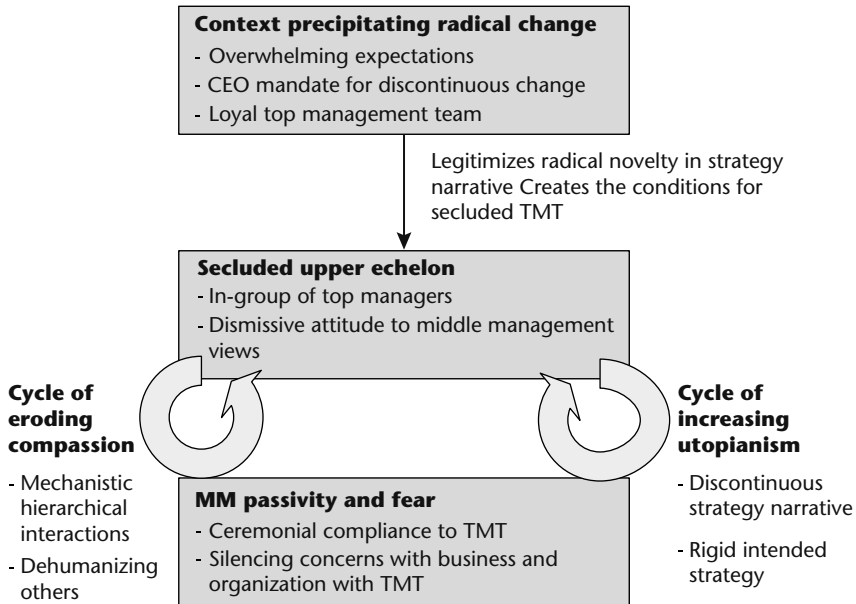 Context precipitating radical change
- Overwhelming expectations
- CEO mandate for discontinuous change
- Loyal top management team
Legitimizes radical novelty in strategy
narrative Creates the conditions for
secluded TMT
Secluded upper echelon
- In-group of top managers
- Dismissive attitude to middle management
views
Cycle of
eroding
compassion
- Mechanistic
hierarchical
interactions
- Dehumanizing
others
Cycle of
increasing
utopianism
- Discontinuous
strategy narrative
- Rigid intended
strategy
MM passivity and fear
- Ceremonial compliance to TMT
- Silencing concerns with business and
organization with TMT